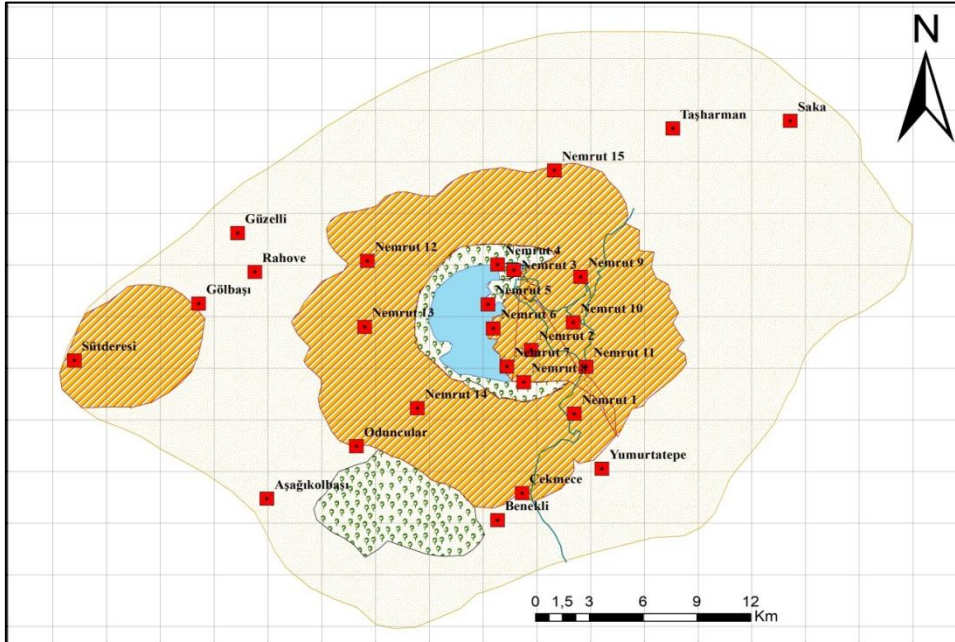 N
Saka
Taşharman
Nemrut 15
Güzelli
Nemrut 12
Nemrut 4
Nemrut 3
Nemrut 9
Rahove
Gölbaşı
Nemrut 5
Nemrut 10
Nemrut 13
Nemrut 6
Nemrut 2
Sütderesi
Nemrut 7
Nemrut 11
Nemrut 8
Nemrut 14
Nemrut 1
Oduncular
Yumurtatepe
Aşağıkolbaşı
Çekmece
Benekli
0 1,5 3 6 9 12
Km